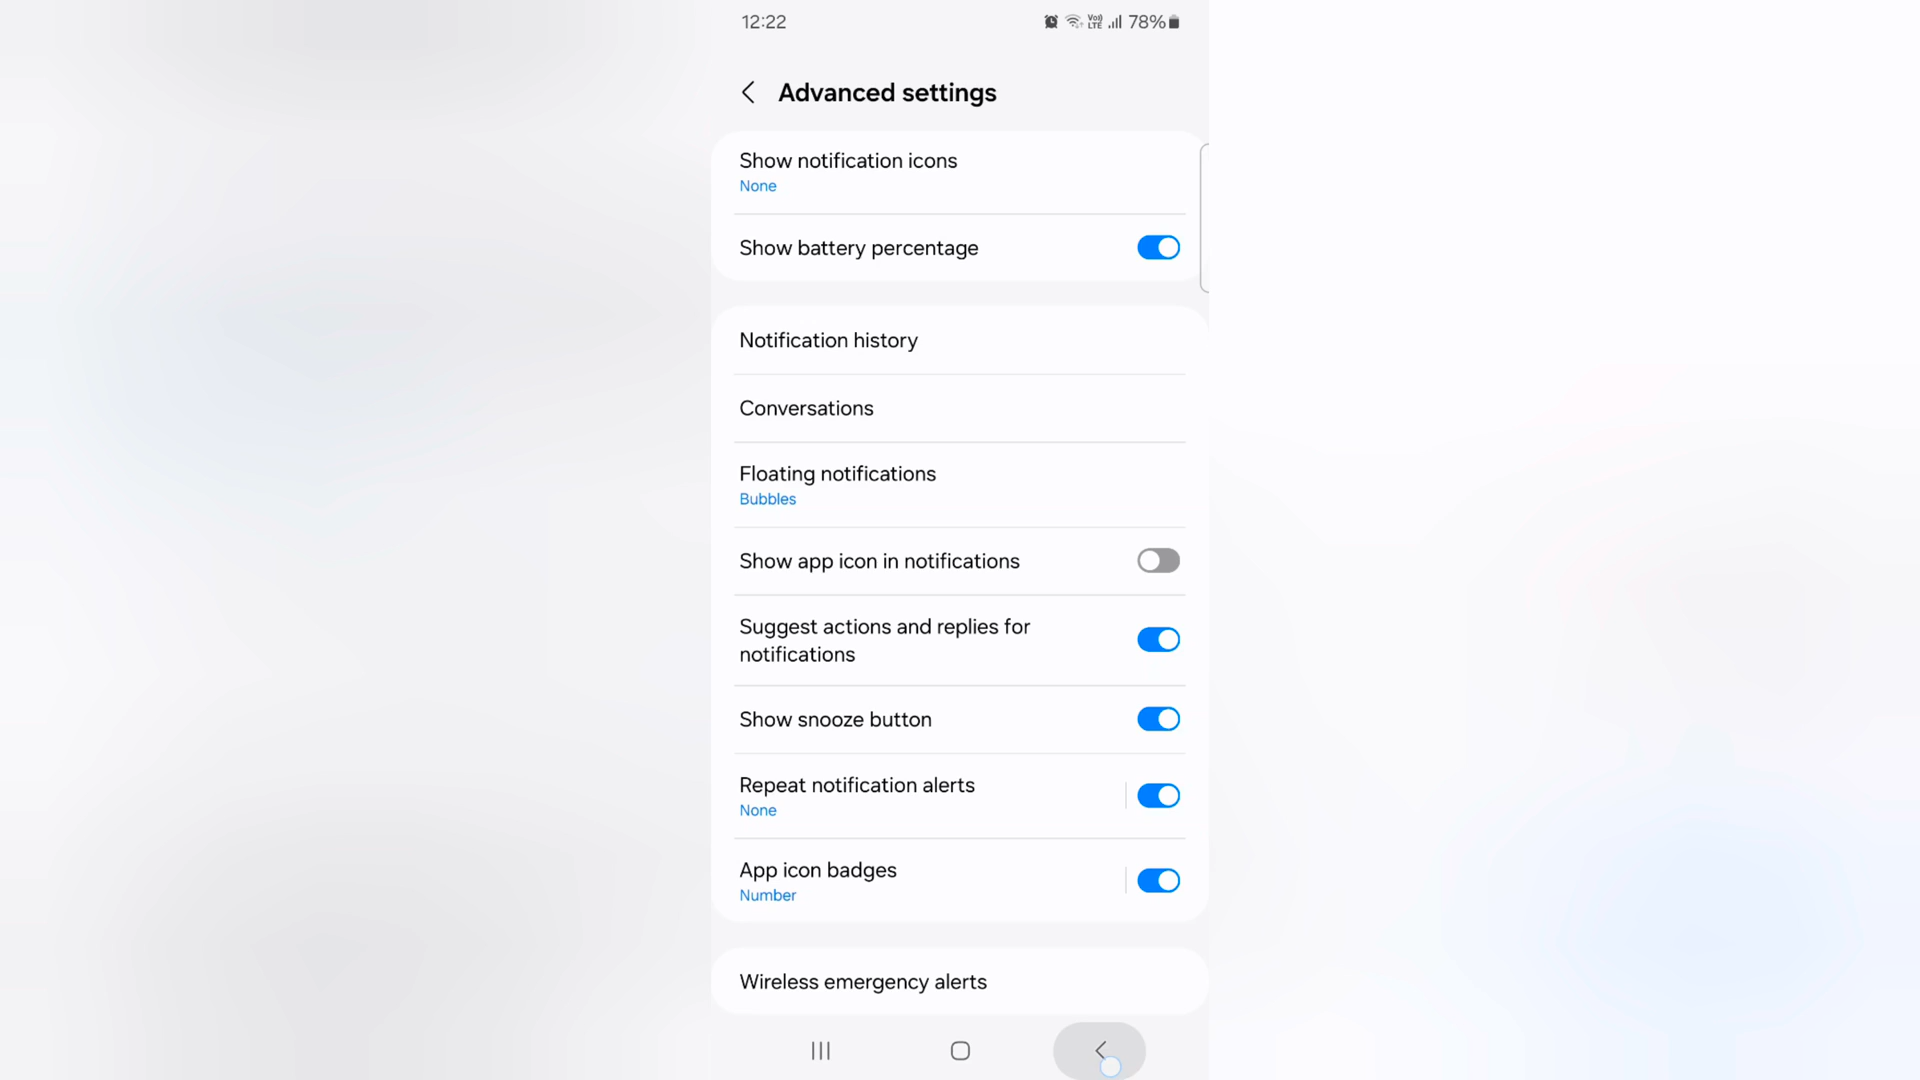 12:22
Vo) LTE 78%
Advanced settings
Show notification icons
None
Show battery percentage
Notification history
Conversations
Floating notifications
Bubbles
Show app icon in notifications
Suggest actions and replies for
notifications
Show snooze button
Repeat notification alerts
None
App icon badges
Number
Wireless emergency alerts